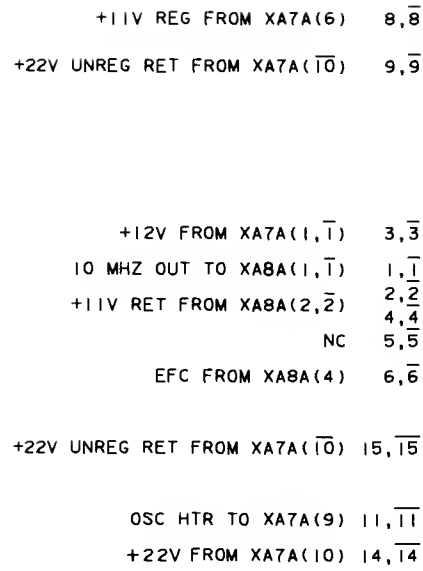 +11V REG FROM XA7A(6) 8,8̅
+22V UNREG RET FROM XA7A(1̅0̅) 9,9̅
+12V FROM XA7A(1,1̅) 3,3̅
10 MHZ OUT TO XA8A(1,1̅) 1,1̅
+11V RET FROM XA8A(2,2̅) 2,2̅
4,4̅
NC 5,5̅
EFC FROM XA8A(4) 6,6̅
+22V UNREG RET FROM XA7A(1̅0̅) 15,1̅5̅
OSC HTR TO XA7A(9) 11,1̅1̅
+22V FROM XA7A(10) 14,1̅4̅